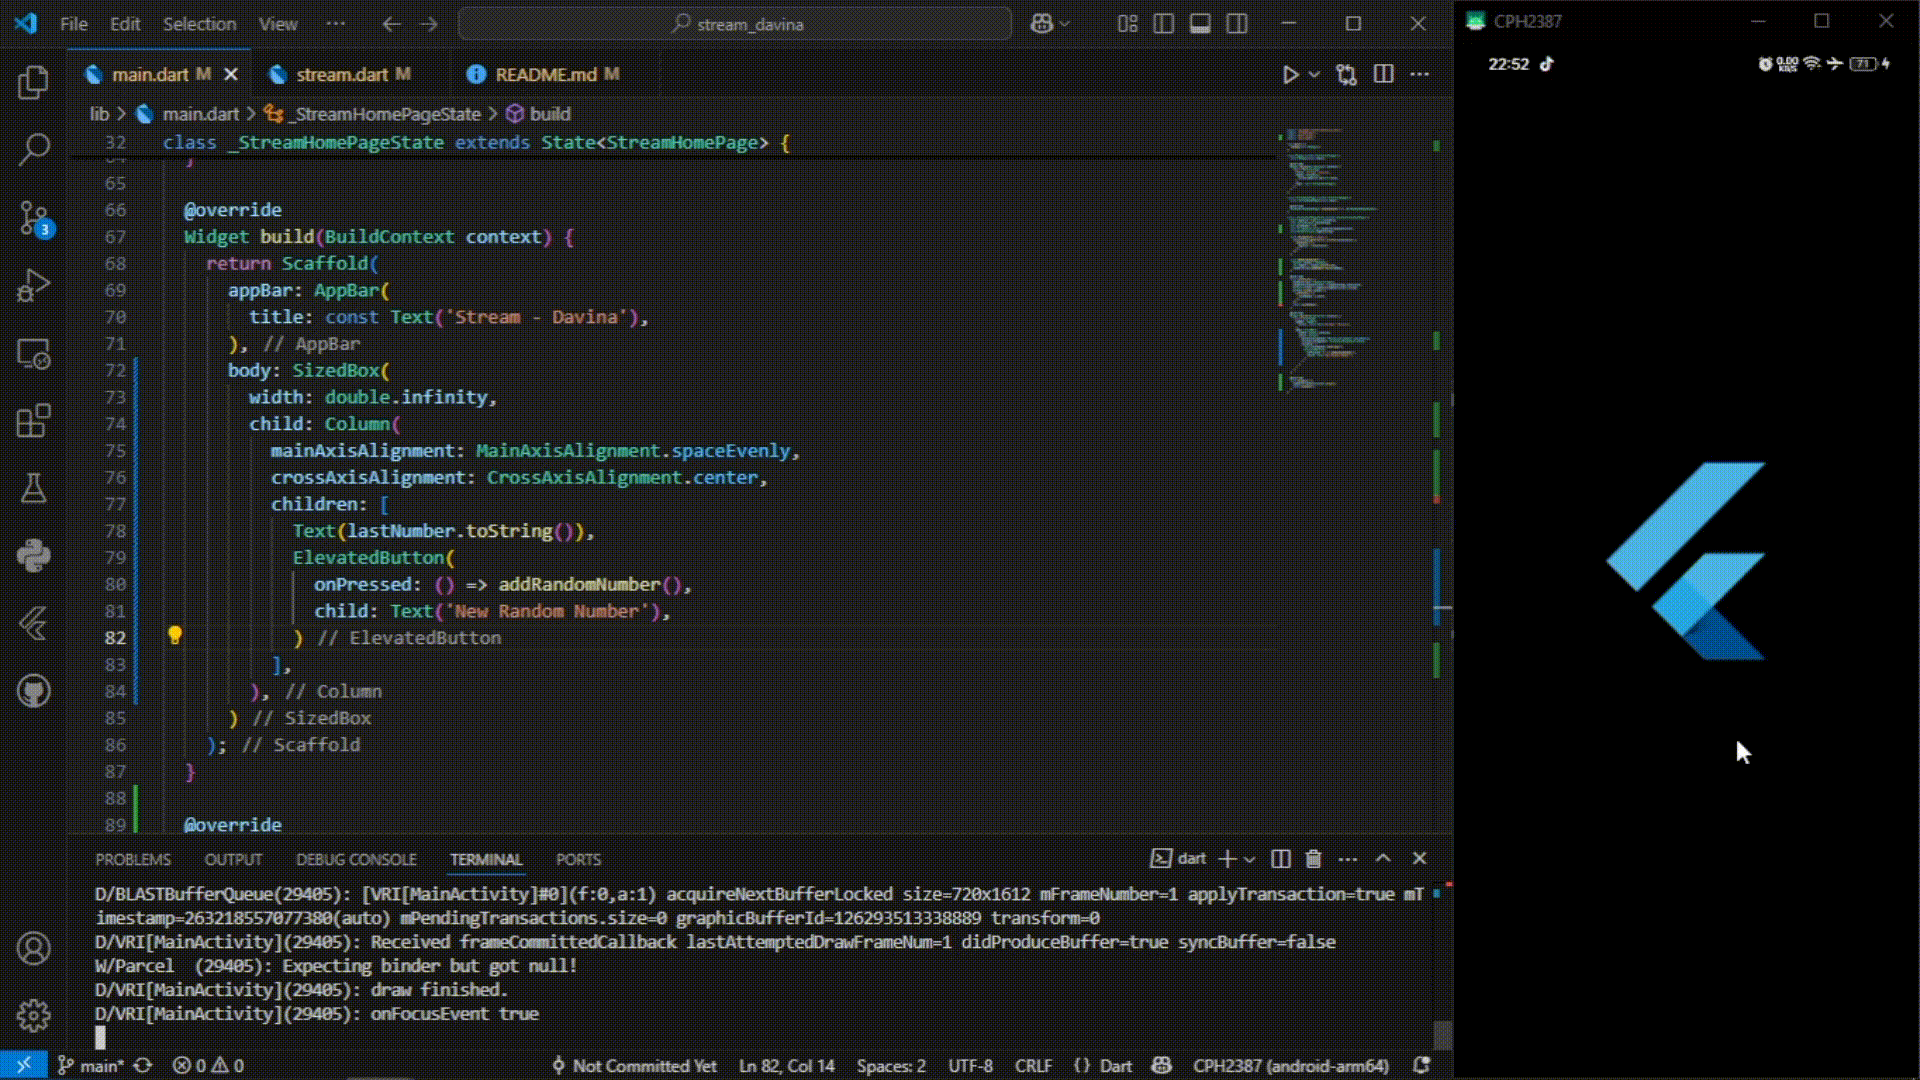 File Edit Selection View ··· stream_davina
main.dart M stream.dart M README.md M
lib > main.dart > _StreamHomePageState > build
32 class _StreamHomePageState extends State<StreamHomePage> {
64 }
65
66 @override
67 Widget build(BuildContext context) {
68 return Scaffold(
69 appBar: AppBar(
70 title: const Text('Stream - Davina'),
71 ), // AppBar
72 body: SizedBox(
73 width: double.infinity,
74 child: Column(
75 mainAxisAlignment: MainAxisAlignment.spaceEvenly,
76 crossAxisAlignment: CrossAxisAlignment.center,
77 children: [
78 Text(lastNumber.toString()),
79 ElevatedButton(
80 onPressed: () => addRandomNumber(),
81 child: Text('New Random Number'),
82 ) // ElevatedButton
83 ],
84 ), // Column
85 ) // SizedBox
86 ); // Scaffold
87 }
88
89 @override
3
PROBLEMS OUTPUT DEBUG CONSOLE TERMINAL PORTS dart
D/BLASTBufferQueue(29405): [VRI[MainActivity]#0](f:0,a:1) acquireNextBufferLocked size=720x1612 mFrameNumber=1 applyTransaction=true mT
imestamp=263218557077380(auto) mPendingTransactions.size=0 graphicBufferId=126293513338889 transform=0
D/VRI[MainActivity](29405): Received frameCommittedCallback lastAttemptedDrawFrameNum=1 didProduceBuffer=true syncBuffer=false
W/Parcel  (29405): Expecting binder but got null!
D/VRI[MainActivity](29405): draw finished.
D/VRI[MainActivity](29405): onFocusEvent true
main* 0 0 Not Committed Yet Ln 82, Col 14 Spaces: 2 UTF-8 CRLF {} Dart CPH2387 (android-arm64)
CPH2387
22:52 0.00 KB/S 71